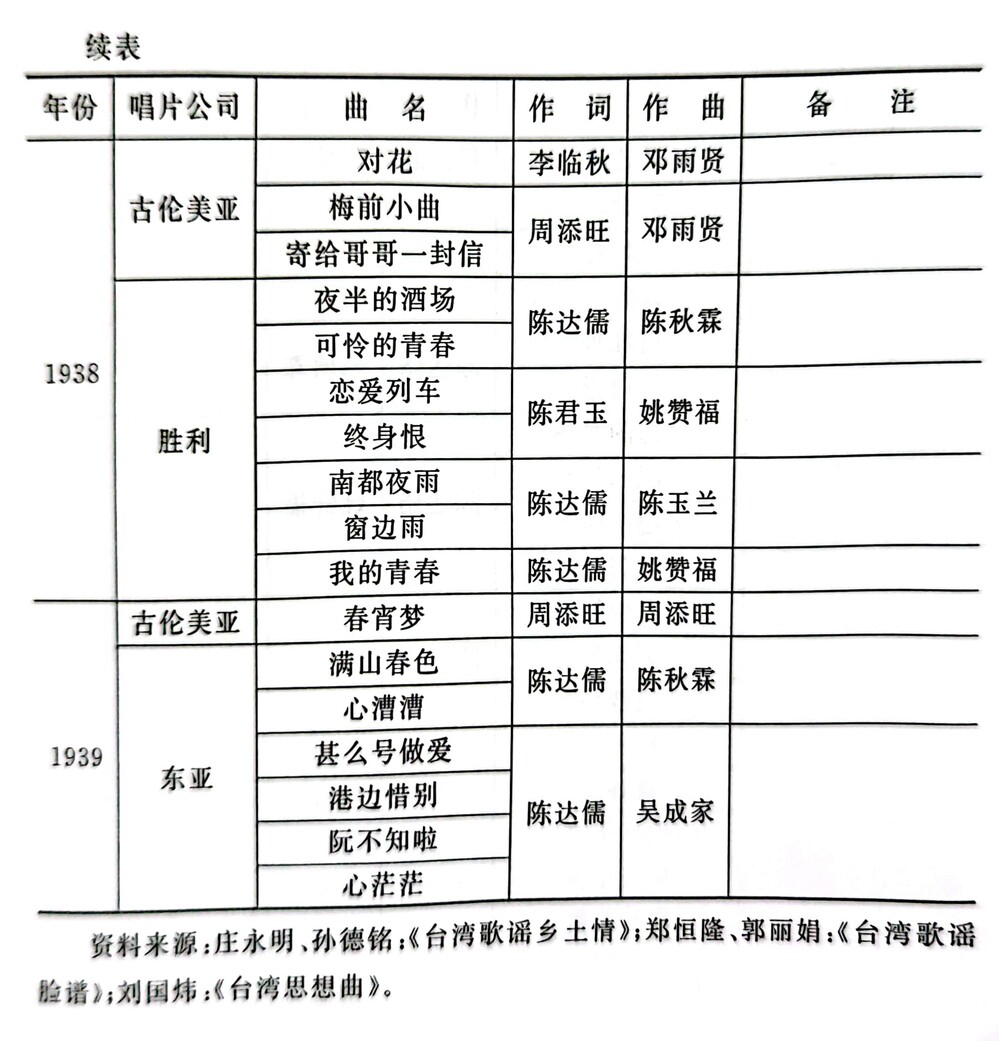 续表
年份 唱片公司 曲名 作词 作曲 备注
1938 古伦美亚 对花 李临秋 邓雨贤
梅前小曲 周添旺 邓雨贤
寄给哥哥一封信
胜利 夜半的酒场 陈达儒 陈秋霖
可怜的青春
恋爱列车 陈君玉 姚赞福
终身恨
南都夜雨 陈达儒 陈玉兰
窗边雨
我的青春 陈达儒 姚赞福
1939 古伦美亚 春宵梦 周添旺 周添旺
东亚 满山春色 陈达儒 陈秋霖
心漕漕
甚么号做爱 陈达儒 吴成家
港边惜别
阮不知啦
心茫茫
资料来源:庄永明、孙德铭:《台湾歌谣乡土情》;郑恒隆、郭丽娟:《台湾歌谣
脸谱》;刘国炜:《台湾思想曲》。